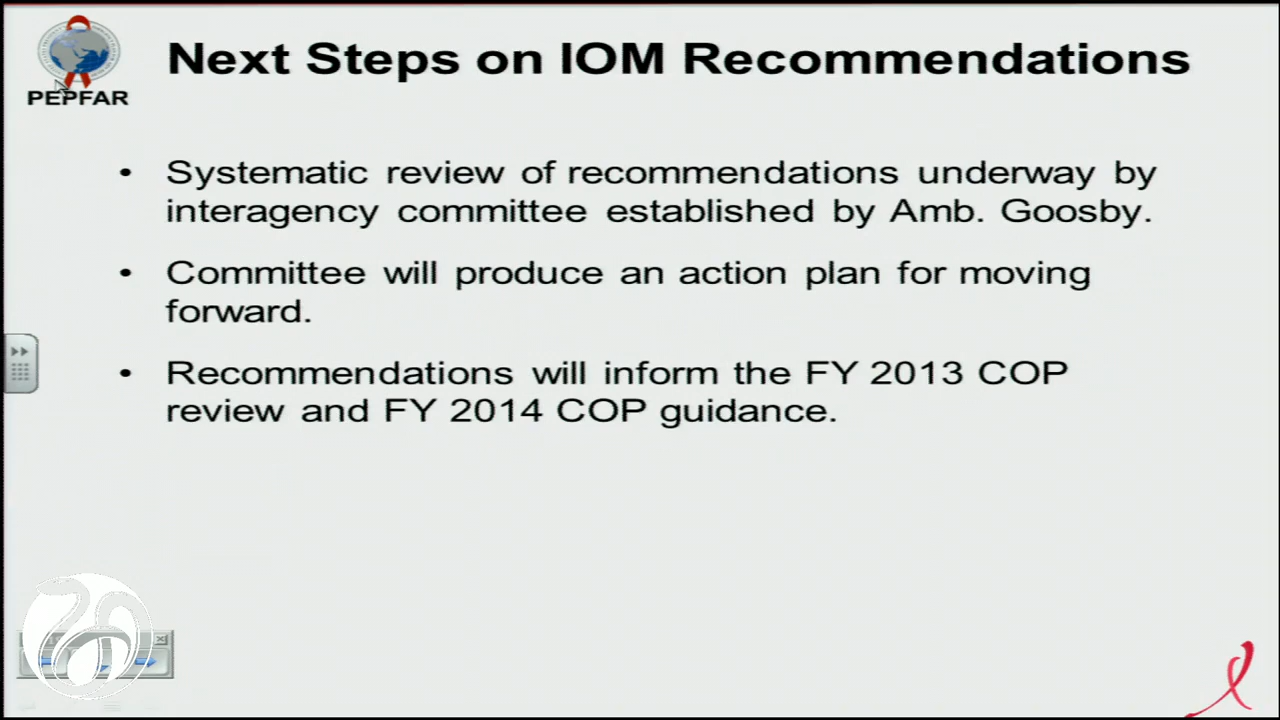 Next Steps on IOM Recommendations
PEPFAR
• Systematic review of recommendations underway by
interagency committee established by Amb. Goosby.
• Committee will produce an action plan for moving
forward.
• Recommendations will inform the FY 2013 COP
review and FY 2014 COP guidance.